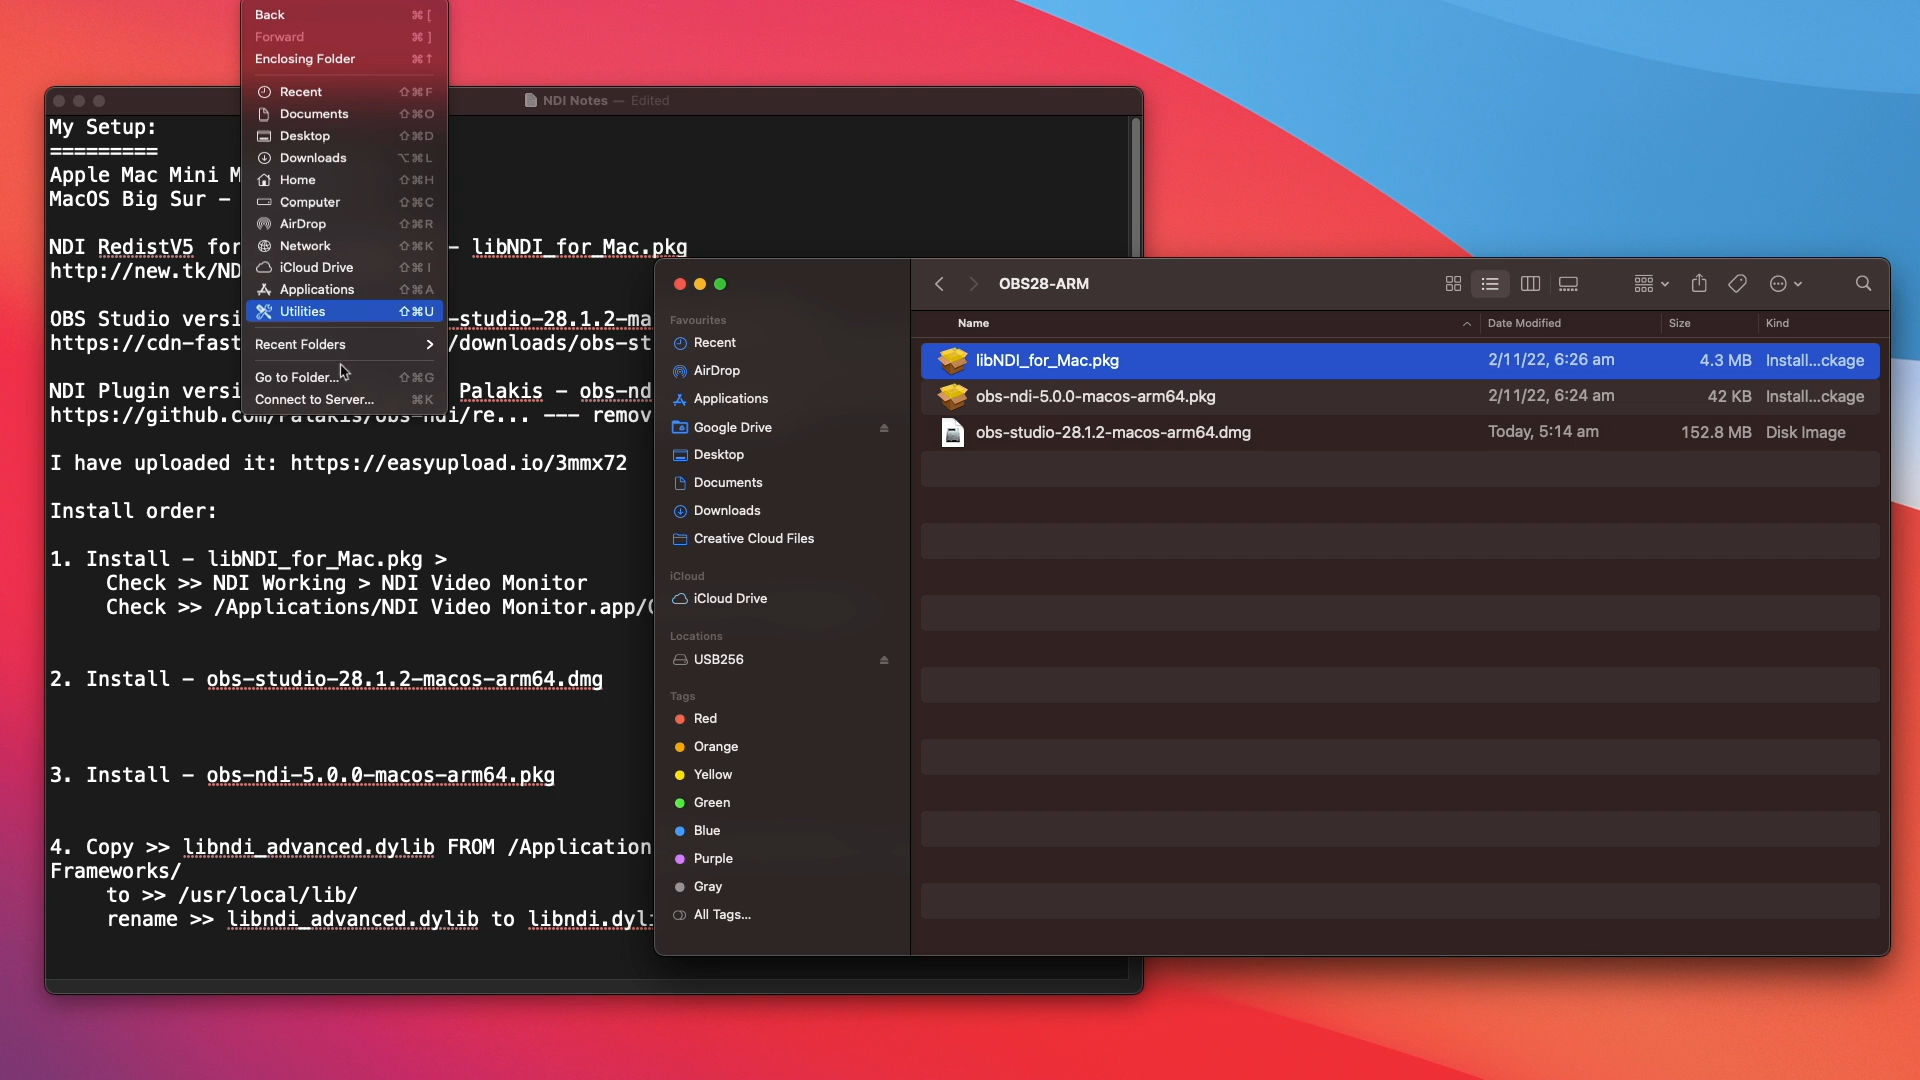 Back ⌘ [
Forward ⌘ ]
Enclosing Folder ⌘↑
Recent ⇧⌘F
Documents ⇧⌘O
Desktop ⇧⌘D
Downloads ⌥⌘L
Home ⇧⌘H
Computer ⇧⌘C
AirDrop ⇧⌘R
Network ⇧⌘K
iCloud Drive ⇧⌘I
Applications ⇧⌘A
Utilities ⇧⌘U
Recent Folders >
Go to Folder... ⇧⌘G
Connect to Server... ⌘K
NDI Notes — Edited
My Setup:
=========
Apple Mac Mini
MacOS Big Sur –
NDI RedistV5 for – libNDI_for_Mac.pkg
http://new.tk/ND
OBS Studio versi –studio-28.1.2-ma
https://cdn-fast /downloads/obs-st
NDI Plugin versi Palakis – obs-nd
https://github.com/Palakis/obs-ndi/re... --- remov
I have uploaded it: https://easyupload.io/3mmx72
Install order:
1. Install – libNDI_for_Mac.pkg >
Check >> NDI Working > NDI Video Monitor
Check >> /Applications/NDI Video Monitor.app/
2. Install – obs-studio-28.1.2-macos-arm64.dmg
3. Install – obs-ndi-5.0.0-macos-arm64.pkg
4. Copy >> libndi_advanced.dylib FROM /Application
Frameworks/
to >> /usr/local/lib/
rename >> libndi_advanced.dylib to libndi.dyl
OBS28-ARM
Favourites
Recent
AirDrop
Applications
Google Drive
Desktop
Documents
Downloads
Creative Cloud Files
iCloud
iCloud Drive
Locations
USB256
Tags
Red
Orange
Yellow
Green
Blue
Purple
Gray
All Tags...
Name Date Modified Size Kind
libNDI_for_Mac.pkg 2/11/22, 6:26 am 4.3 MB Install...ckage
obs-ndi-5.0.0-macos-arm64.pkg 2/11/22, 6:24 am 42 KB Install...ckage
obs-studio-28.1.2-macos-arm64.dmg Today, 5:14 am 152.8 MB Disk Image